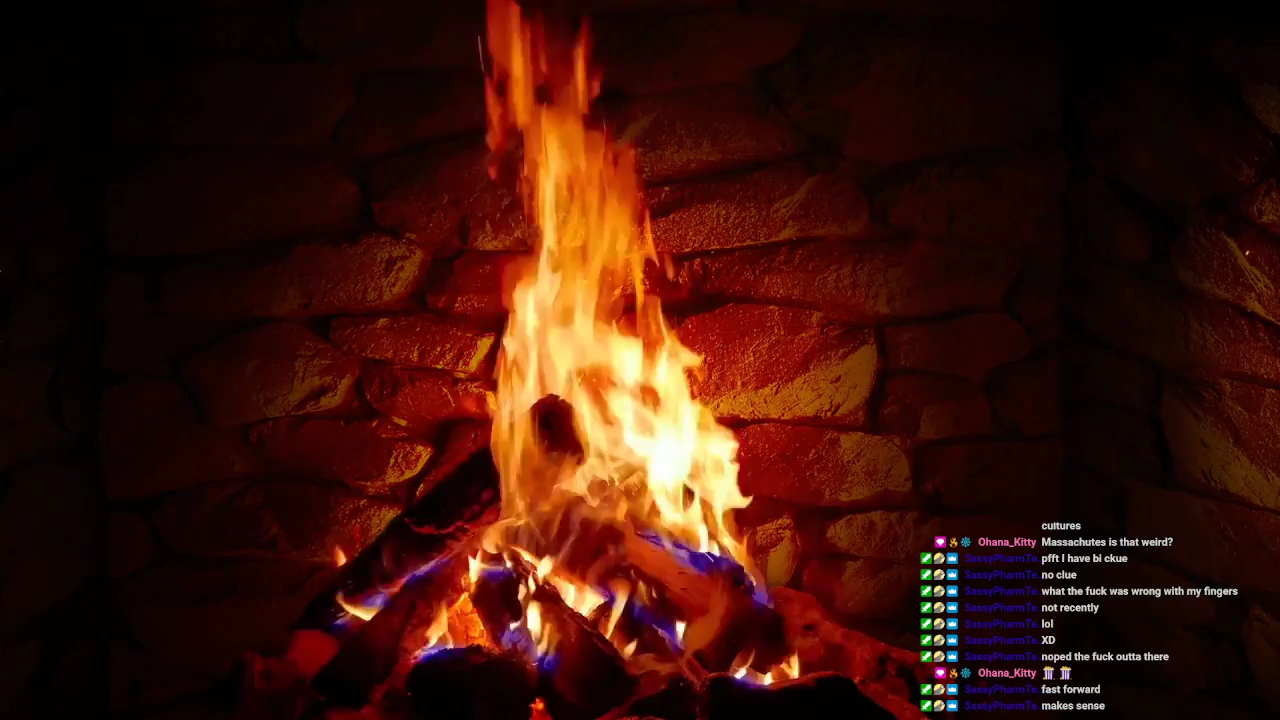 cultures
Ohana_Kitty Massachutes is that weird?
SassyPharmTe. pfft I have bi ckue
SassyPharmTe. no clue
SassyPharmTe. what the fuck was wrong with my fingers
SassyPharmTe. not recently
SassyPharmTe. lol
SassyPharmTe. XD
SassyPharmTe. noped the fuck outta there
Ohana_Kitty
SassyPharmTe. fast forward
SassyPharmTe. makes sense